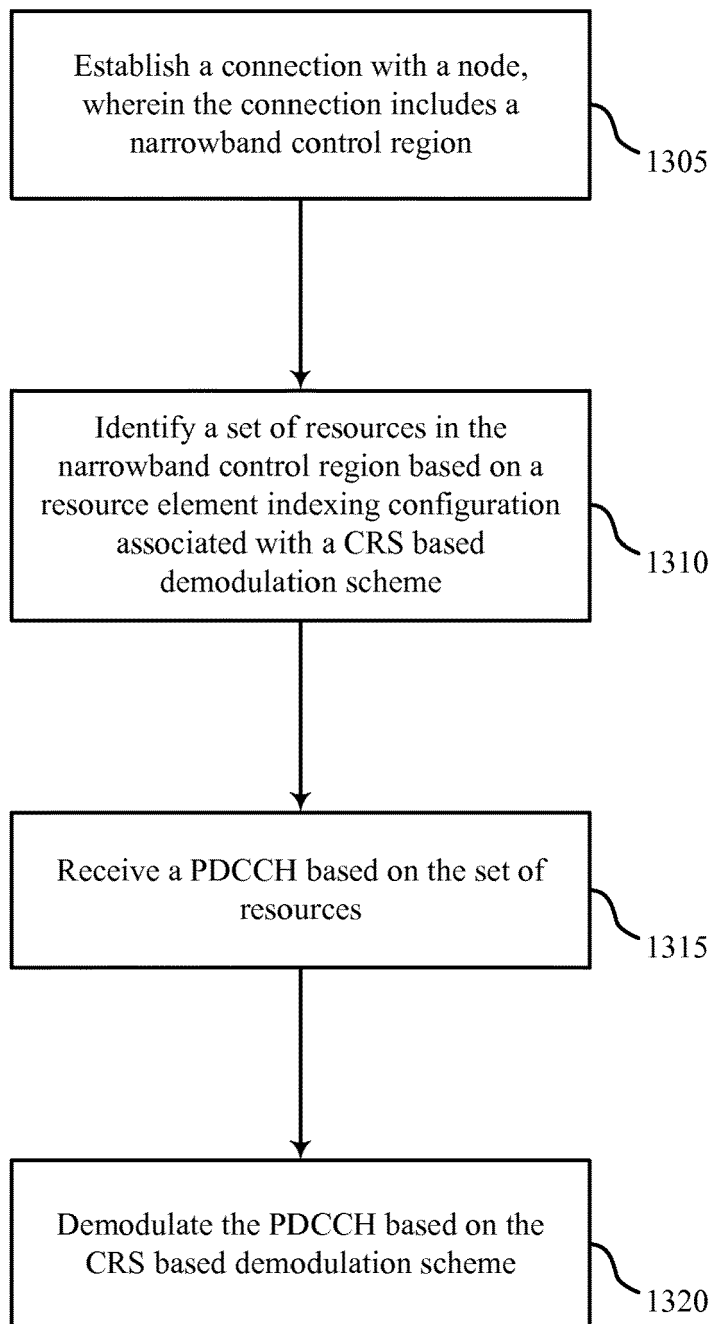 Establish a connection with a node,
wherein the connection includes a
narrowband control region
1305
Identify a set of resources in the
narrowband control region based on a
resource element indexing configuration
associated with a CRS based
demodulation scheme
1310
Receive a PDCCH based on the set of
resources
1315
Demodulate the PDCCH based on the
CRS based demodulation scheme
1320